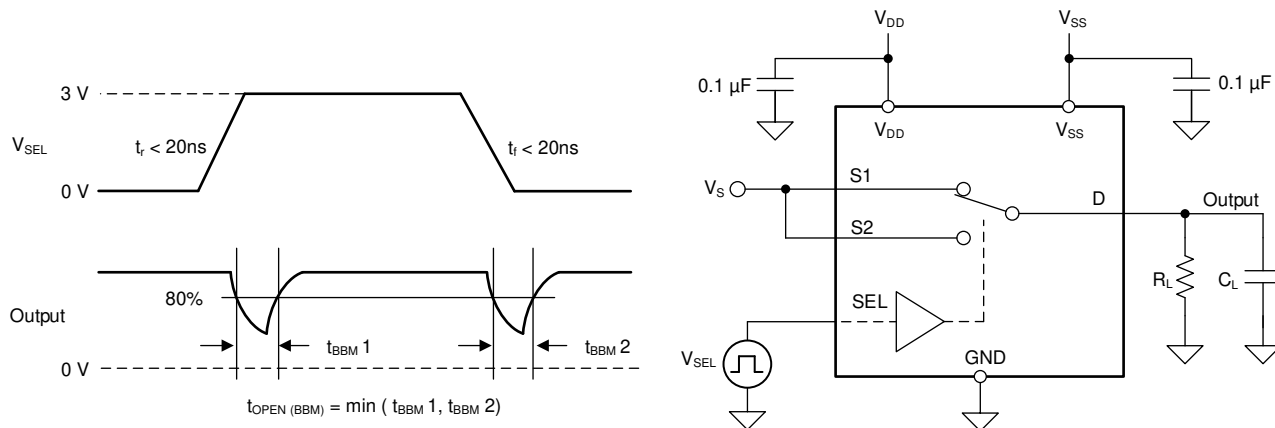 3 V
V_SEL
t_r < 20ns
t_f < 20ns
0 V
80%
Output
t_BBM 1
t_BBM 2
0 V
t_OPEN (BBM) = min ( t_BBM 1, t_BBM 2)
V_DD
V_SS
0.1 µF
0.1 µF
V_DD
V_SS
V_S
S1
D
Output
S2
R_L
C_L
SEL
V_SEL
GND